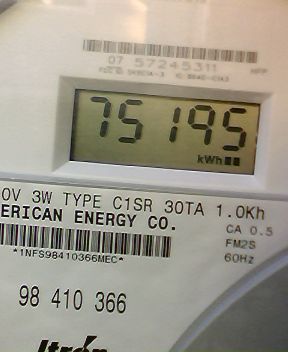 07 57245311
75195
kWh
0V 3W TYPE C1SR 30TA 1.0Kh
ERICAN ENERGY CO.
CA 0.5
FM2S
60Hz
*1NFS98410366MEC*
98 410 366
Itrón